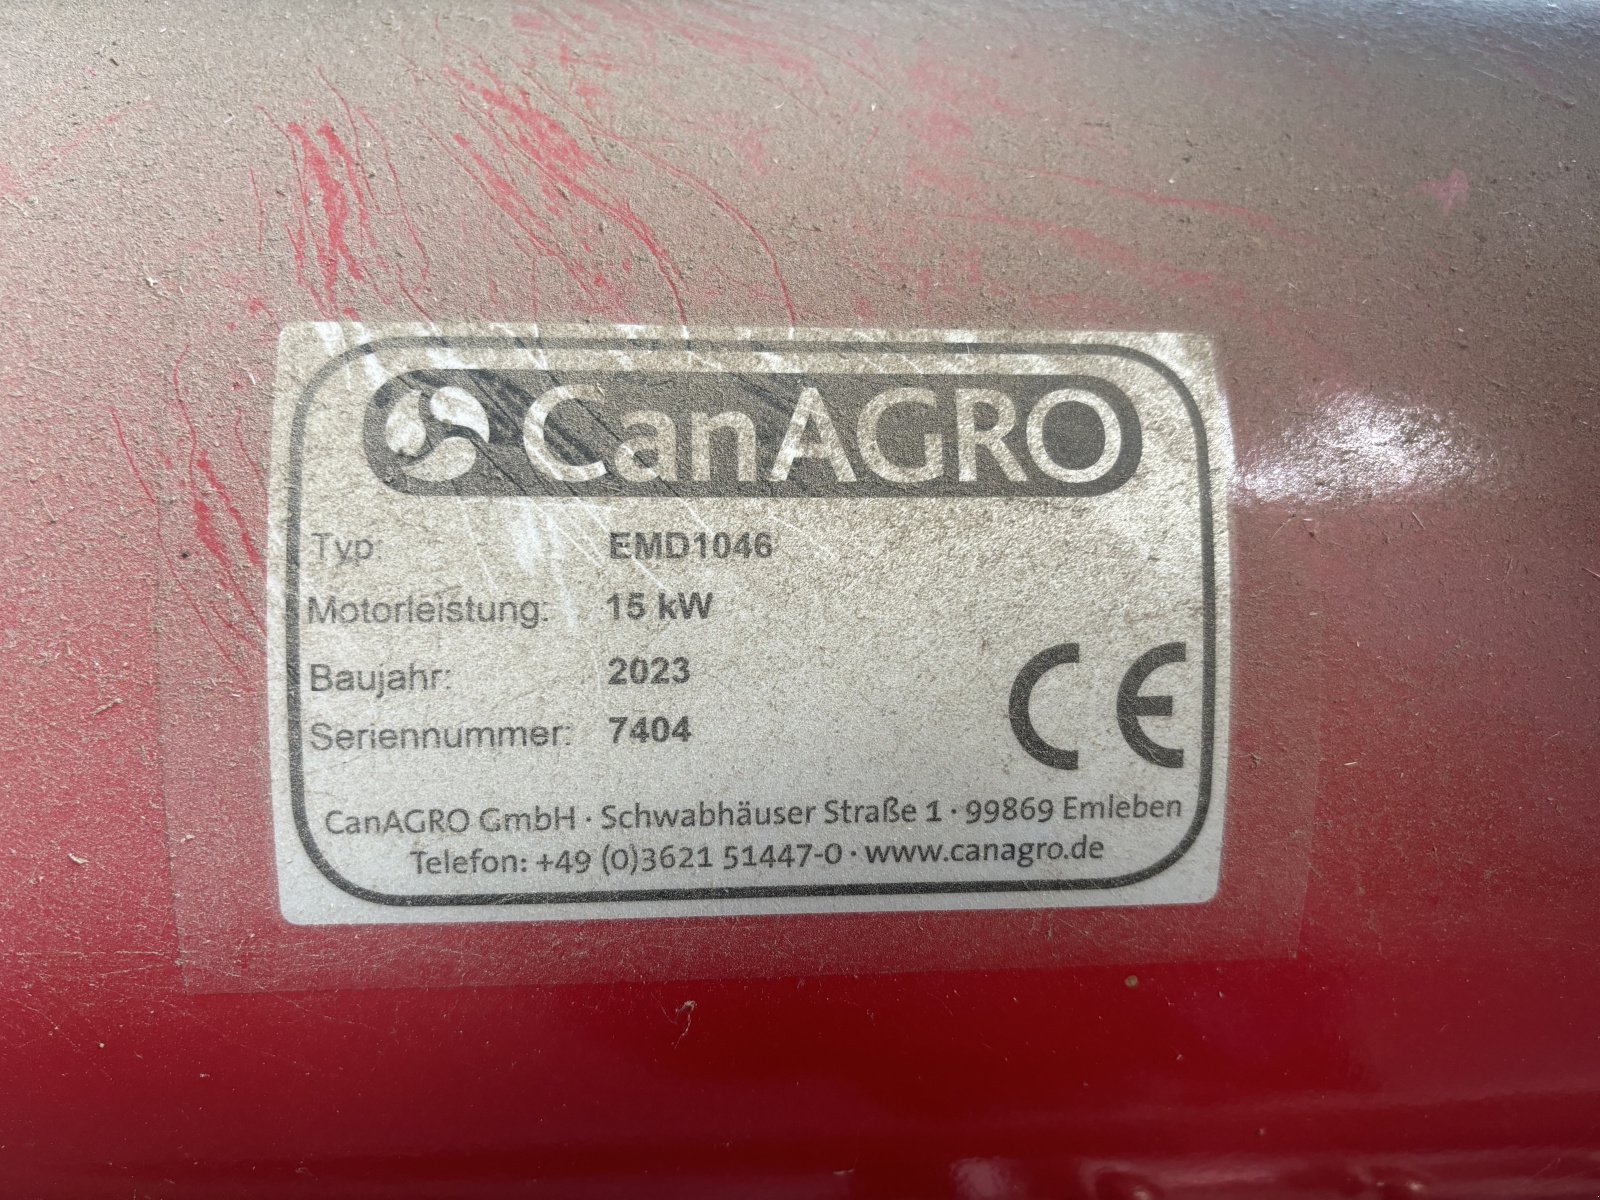 CanAGRO
Typ: EMD1046
Motorleistung: 15 kW
Baujahr: 2023
Seriennummer: 7404
CE
CanAGRO GmbH · Schwabhäuser Straße 1 · 99869 Emleben
Telefon: +49 (0)3621 51447-0 · www.canagro.de